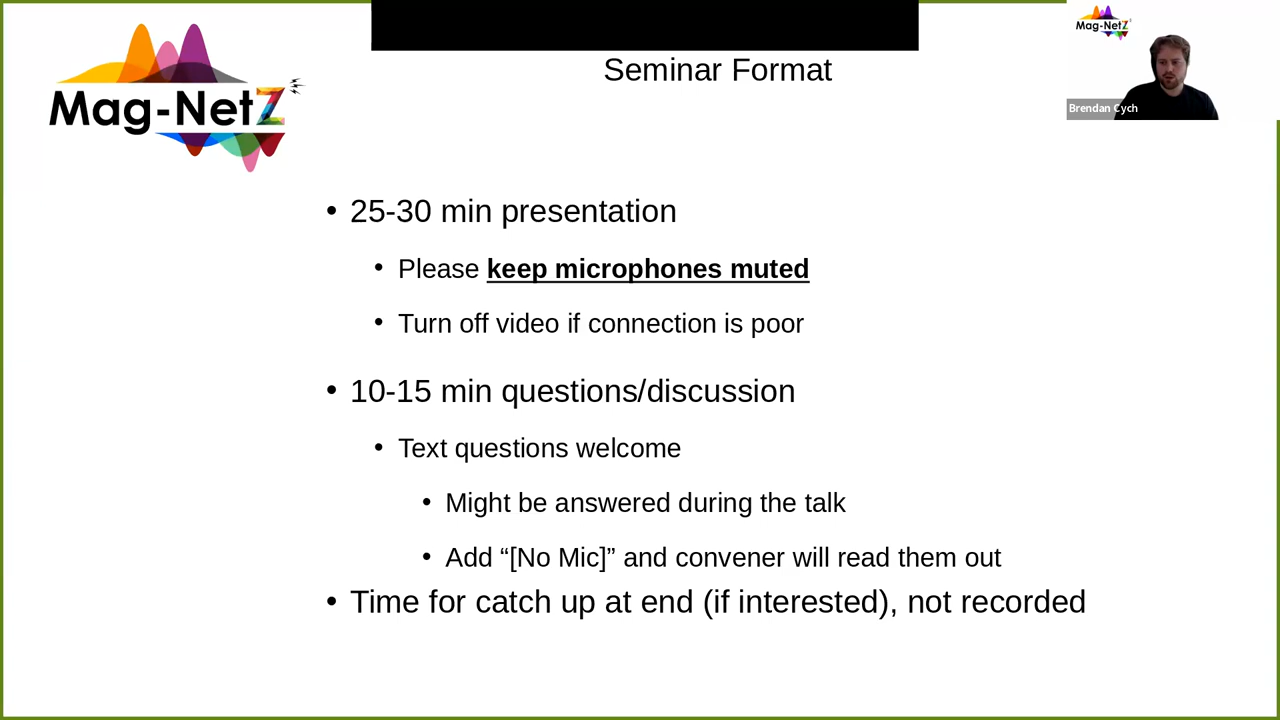 Mag-NetZ
Seminar Format
Mag-NetZ
Brendan Cych
• 25-30 min presentation
• Please keep microphones muted
• Turn off video if connection is poor
• 10-15 min questions/discussion
• Text questions welcome
• Might be answered during the talk
• Add “[No Mic]” and convener will read them out
• Time for catch up at end (if interested), not recorded